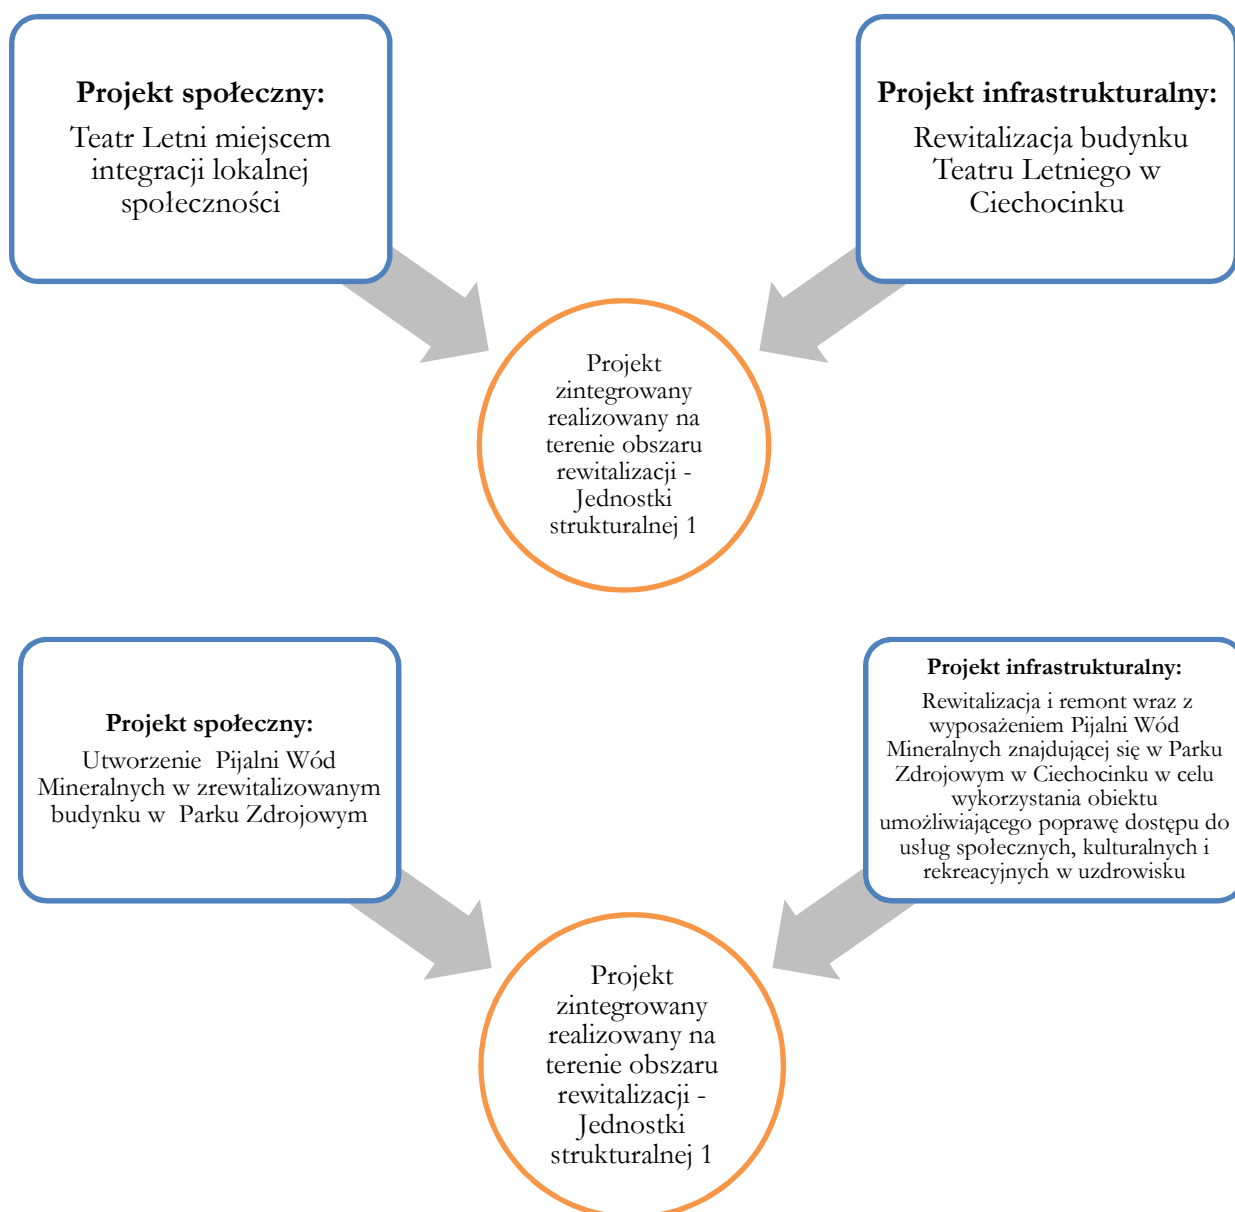 Projekt społeczny:
Teatr Letni miejscem
integracji lokalnej
społeczności
Projekt infrastrukturalny:
Rewitalizacja budynku
Teatru Letniego w
Ciechocinku
Projekt
zintegrowany
realizowany na
terenie obszaru
rewitalizacji -
Jednostki
strukturalnej 1
Projekt społeczny:
Utworzenie Pijalni Wód
Mineralnych w zrewitalizowanym
budynku w Parku Zdrojowym
Projekt infrastrukturalny:
Rewitalizacja i remont wraz z
wyposażeniem Pijalni Wód
Mineralnych znajdującej się w Parku
Zdrojowym w Ciechocinku w celu
wykorzystania obiektu
umożliwiającego poprawę dostępu do
usług społecznych, kulturalnych i
rekreacyjnych w uzdrowisku
Projekt
zintegrowany
realizowany na
terenie obszaru
rewitalizacji -
Jednostki
strukturalnej 1